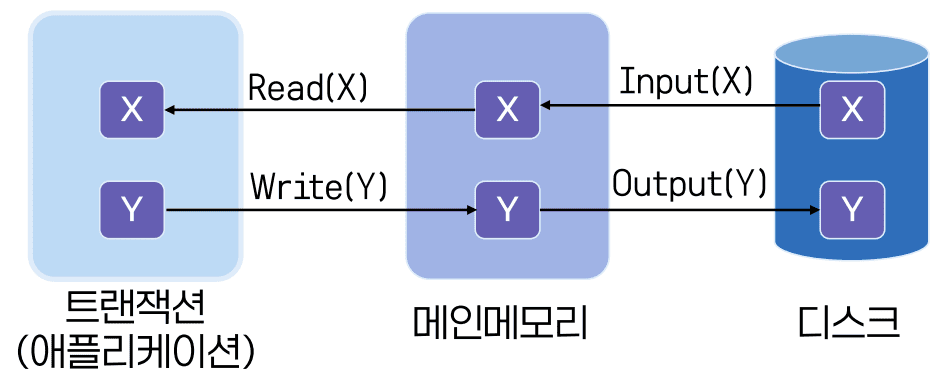 X
Read(X)
X
Input(X)
X
Y
Write(Y)
Y
Output(Y)
Y
트랜잭션
(애플리케이션)
메인메모리
디스크